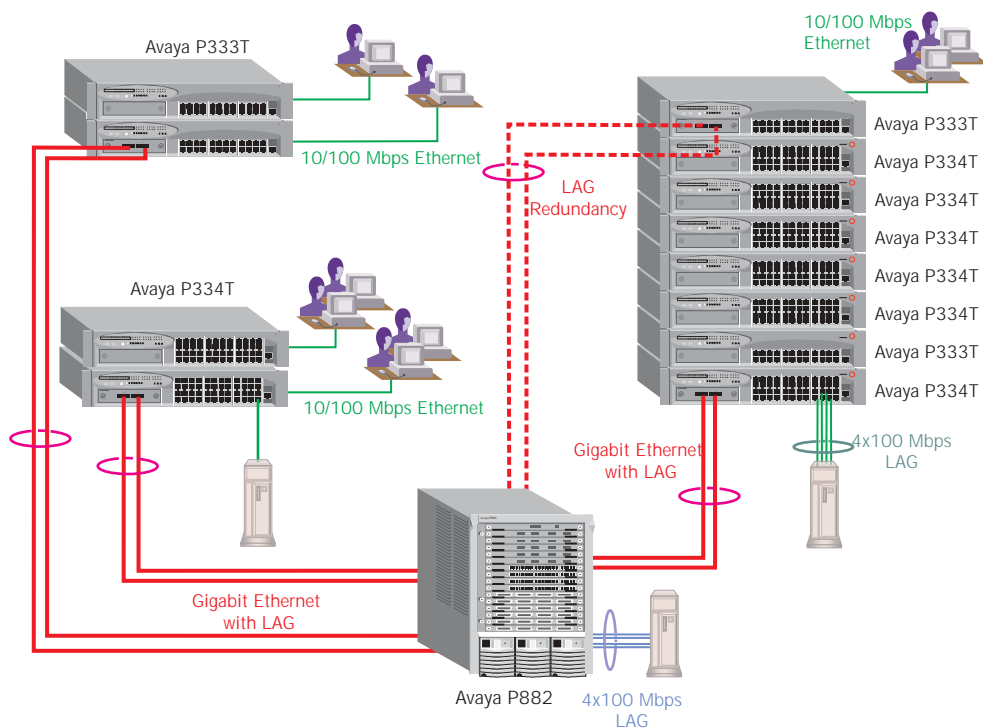 Avaya P333T
10/100 Mbps Ethernet
Avaya P334T
10/100 Mbps Ethernet
Gigabit Ethernet
with LAG
LAG
Redundancy
10/100 Mbps
Ethernet
Avaya P333T
Avaya P334T
Avaya P334T
Avaya P334T
Avaya P334T
Avaya P334T
Avaya P333T
Avaya P334T
Gigabit Ethernet
with LAG
4x100 Mbps
LAG
Avaya P882
4x100 Mbps
LAG